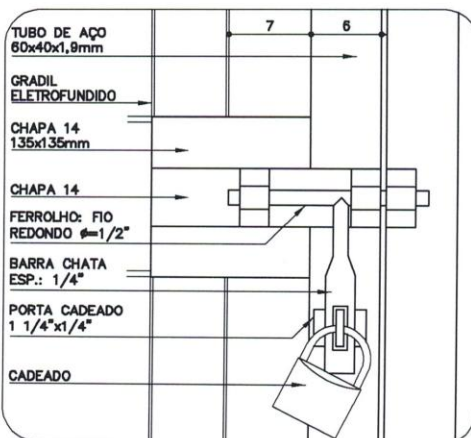 TUBO DE AÇO
60x40x1,9mm
7
6
GRADIL
ELETROFUNDIDO
CHAPA 14
135x135mm
CHAPA 14
FERROLHO: FIO
REDONDO ø=1/2"
BARRA CHATA
ESP.: 1/4"
PORTA CADEADO
1 1/4"x1/4"
CADEADO